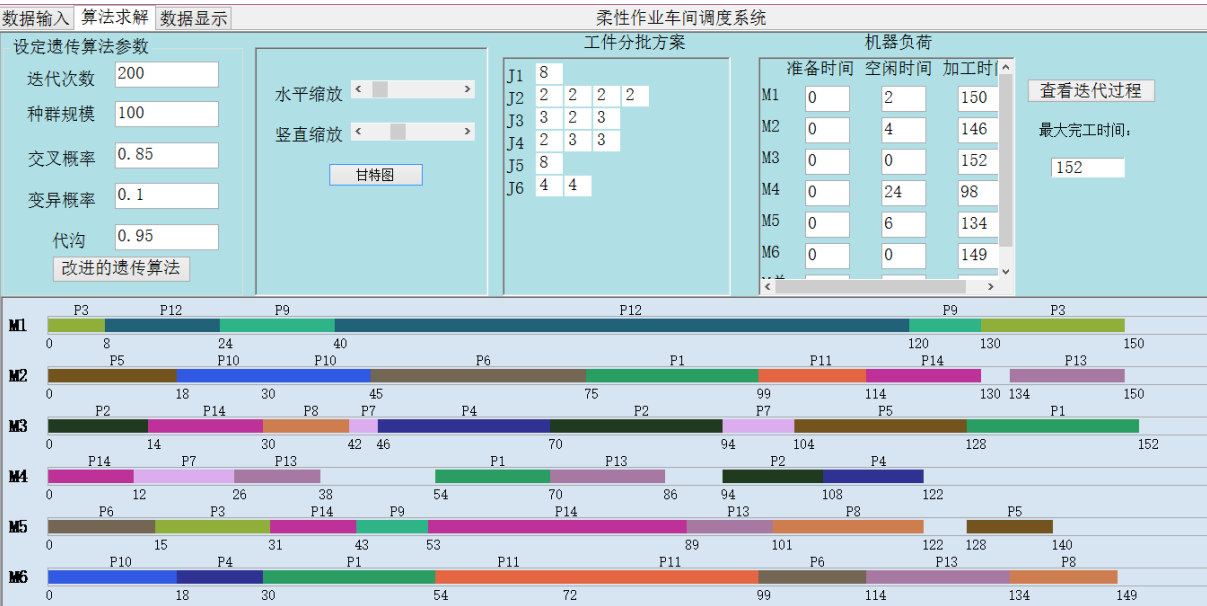 数据输入 算法求解 数据显示 柔性作业车间调度系统
设定遗传算法参数
迭代次数 200
种群规模 100
交叉概率 0.85
变异概率 0.1
代沟 0.95
改进的遗传算法
水平缩放
竖直缩放
甘特图
工件分批方案
J1 8
J2 2 2 2 2
J3 3 2 3
J4 2 3 3
J5 8
J6 4 4
机器负荷
准备时间 空闲时间 加工时
M1 0 2 150
M2 0 4 146
M3 0 0 152
M4 0 24 98
M5 0 6 134
M6 0 0 149
查看迭代过程
最大完工时间:
152
P3 P12 P9 P12 P9 P3
M1
0 8 24 40 120 130 150
P5 P10 P10 P6 P1 P11 P14 P13
M2
0 18 30 45 75 99 114 130 134 150
P2 P14 P8 P7 P4 P2 P7 P5 P1
M3
0 14 30 42 46 70 94 104 128 152
P14 P7 P13 P1 P13 P2 P4
M4
0 12 26 38 54 70 86 94 108 122
P6 P3 P14 P9 P14 P13 P8 P5
M5
0 15 31 43 53 89 101 122 128 140
P10 P4 P1 P11 P11 P6 P13 P8
M6
0 18 30 54 72 99 114 134 149